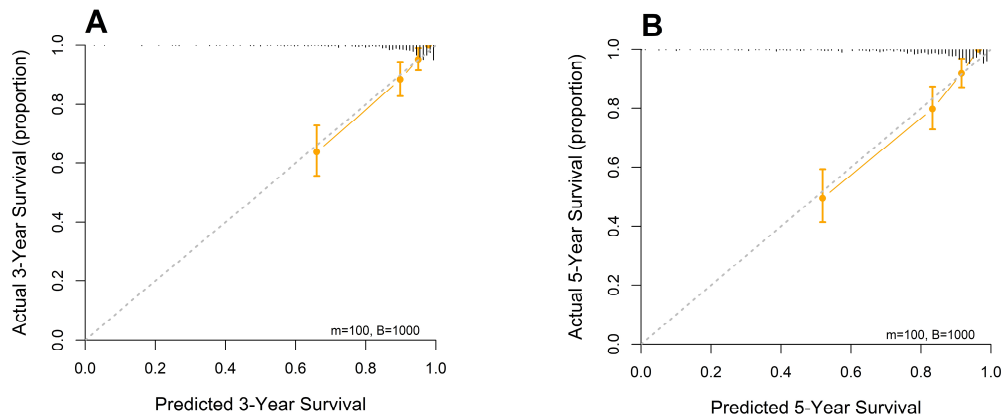 A
Actual 3-Year Survival (proportion)
1.0
0.8
0.6
0.4
0.2
0.0
m=100, B=1000
0.0 0.2 0.4 0.6 0.8 1.0
Predicted 3-Year Survival
B
Actual 5-Year Survival (proportion)
1.0
0.8
0.6
0.4
0.2
0.0
m=100, B=1000
0.0 0.2 0.4 0.6 0.8 1.0
Predicted 5-Year Survival